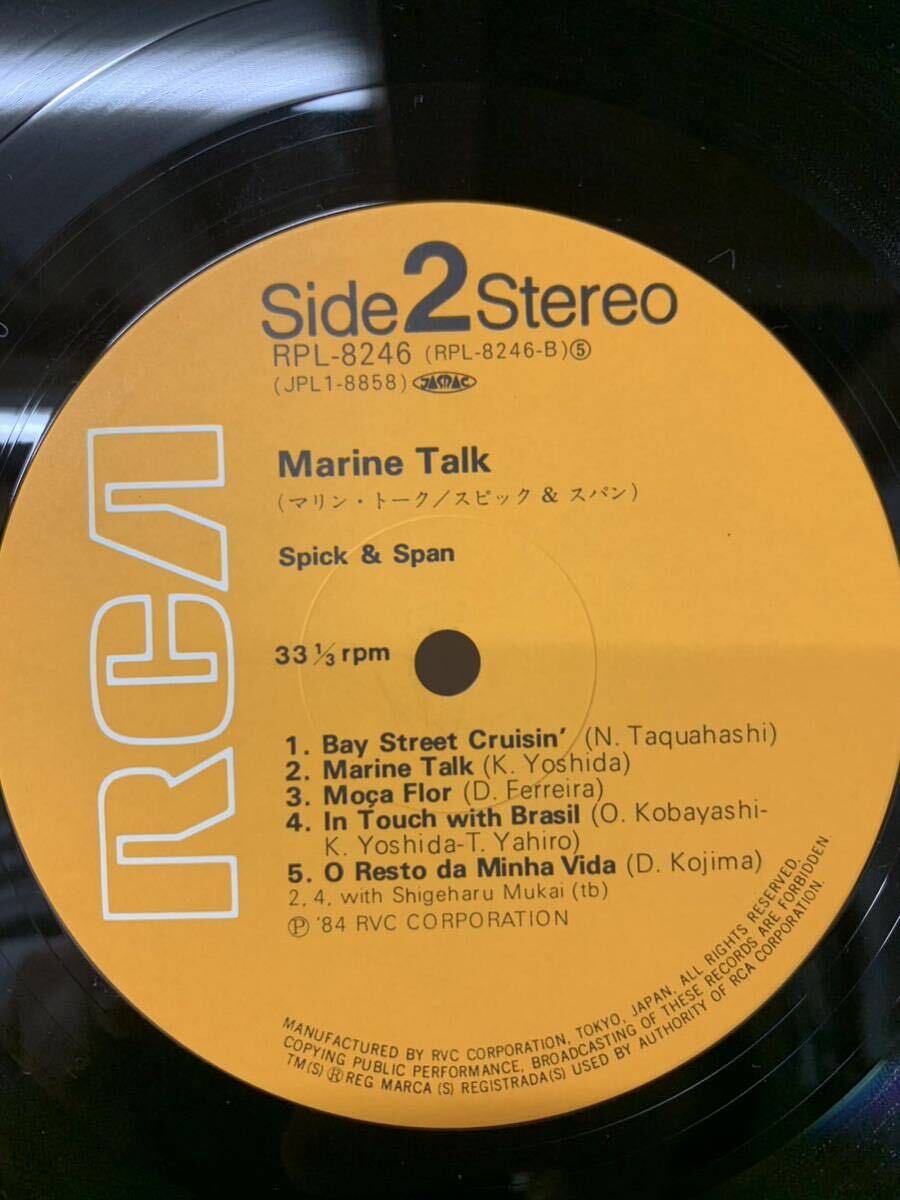 Side 2 Stereo
RPL-8246 (RPL-8246-B)⑤
(JPL1-8858) JASRAC
Marine Talk
(マリン・トーク/スピック & スパン)
Spick & Span
33 1/3 rpm
1. Bay Street Cruisin' (N. Taquahashi)
2. Marine Talk (K. Yoshida)
3. Moça Flor (D. Ferreira)
4. In Touch with Brasil (O. Kobayashi-
K. Yoshida-T. Yahiro)
5. O Resto da Minha Vida (D. Kojima)
2, 4, with Shigeharu Mukai (tb)
Ⓟ '84 RVC CORPORATION
MANUFACTURED BY RVC CORPORATION, TOKYO, JAPAN, ALL RIGHTS RESERVED,
COPYING PUBLIC PERFORMANCE, BROADCASTING OF THESE RECORDS ARE FORBIDDEN.
TM(S) ® REG MARCA (S) REGISTRADA(S) USED BY AUTHORITY OF RCA CORPORATION.
RCA